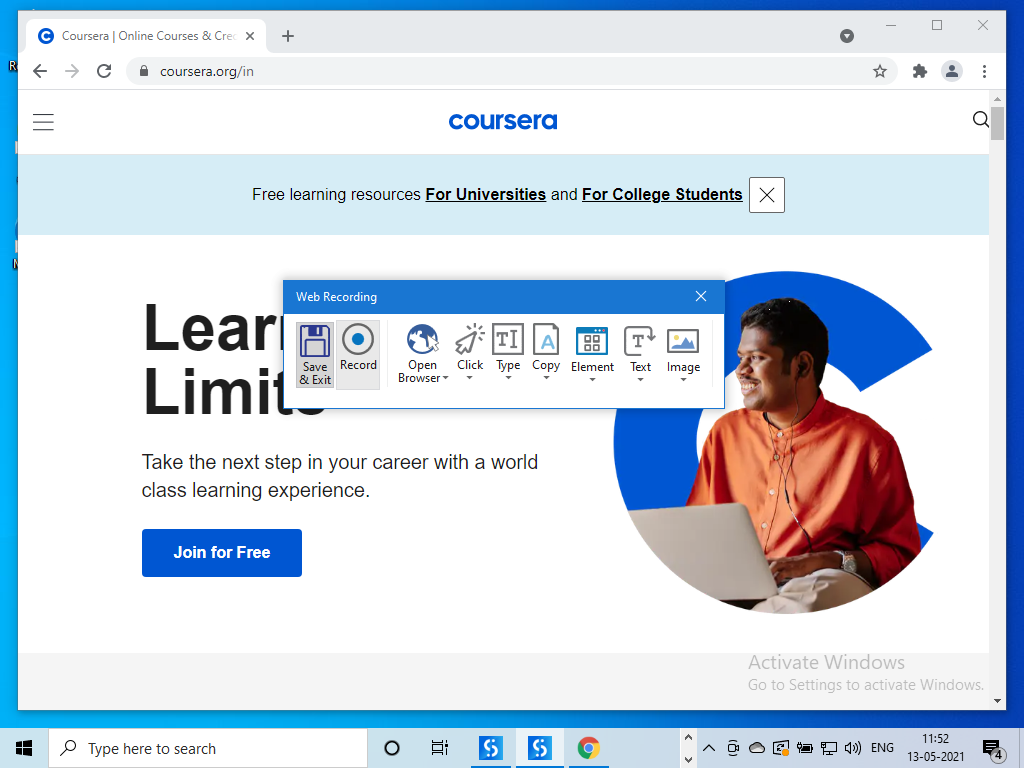 Coursera | Online Courses & Cre
coursera.org/in
coursera
Free learning resources For Universities and For College Students
Web Recording
Save & Exit
Record
Open Browser
Click
Type
Copy
Element
Text
Image
Limits
Take the next step in your career with a world
class learning experience.
Join for Free
Activate Windows
Go to Settings to activate Windows.
Type here to search
ENG
11:52
13-05-2021
4